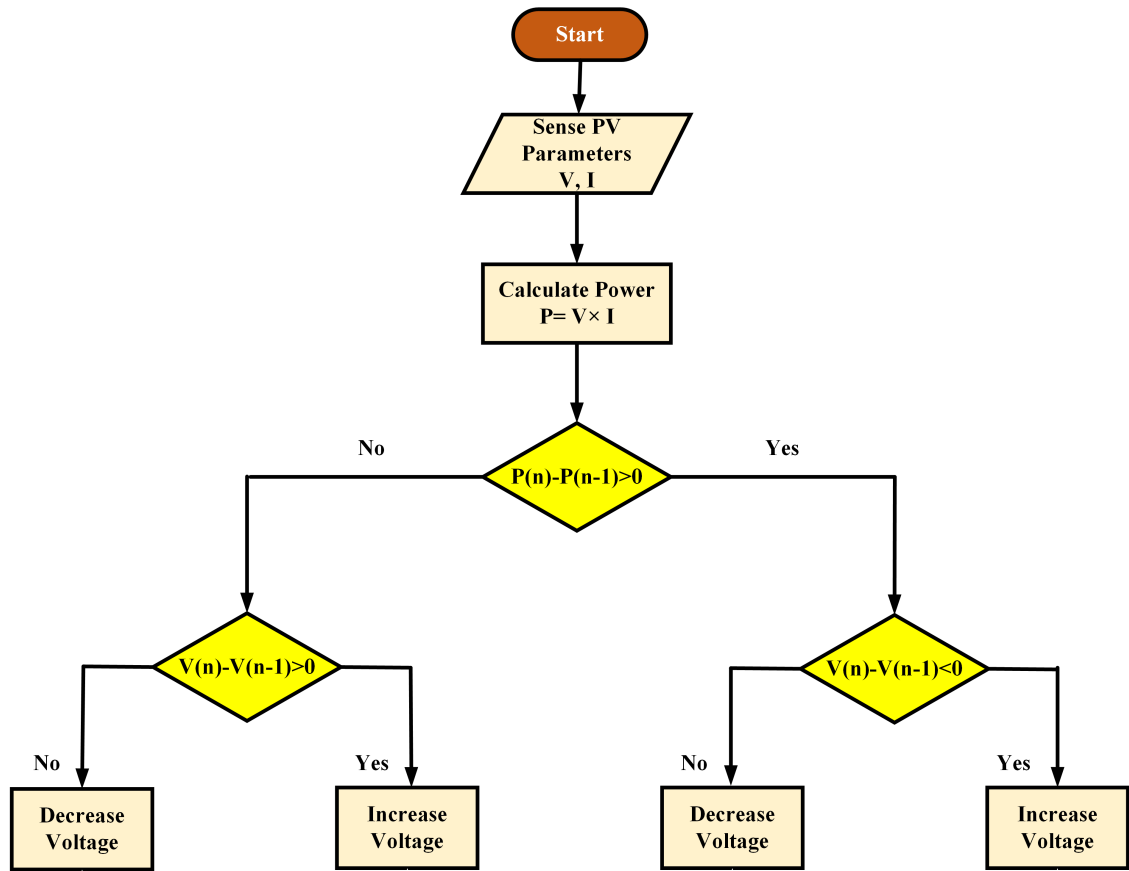 Start
Sense PV
Parameters
V, I
Calculate Power
P= V× I
No
Yes
P(n)-P(n-1)>0
V(n)-V(n-1)>0
V(n)-V(n-1)<0
No
Yes
No
Yes
Decrease
Voltage
Increase
Voltage
Decrease
Voltage
Increase
Voltage